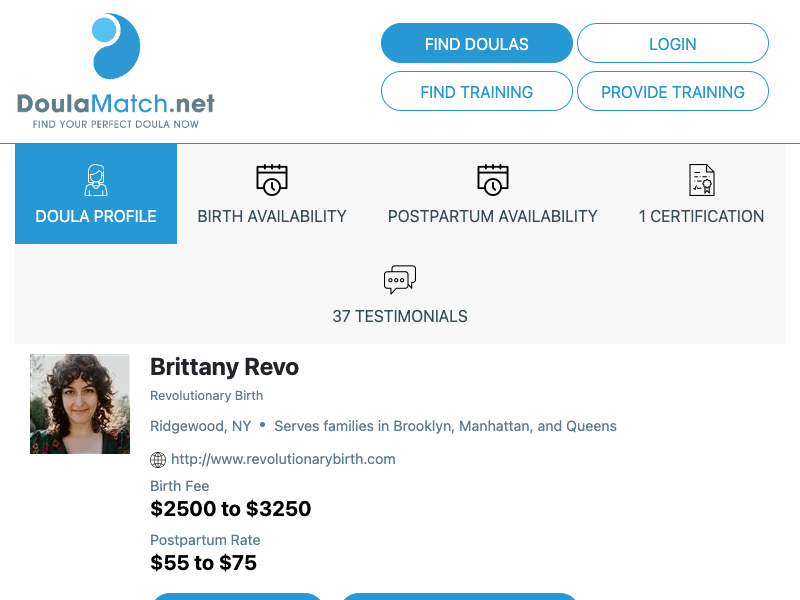 FIND DOULAS
LOGIN
DoulaMatch.net
FIND YOUR PERFECT DOULA NOW
FIND TRAINING
PROVIDE TRAINING
DOULA PROFILE
BIRTH AVAILABILITY
POSTPARTUM AVAILABILITY
1 CERTIFICATION
37 TESTIMONIALS
Brittany Revo
Revolutionary Birth
Ridgewood, NY • Serves families in Brooklyn, Manhattan, and Queens
http://www.revolutionarybirth.com
Birth Fee
$2500 to $3250
Postpartum Rate
$55 to $75